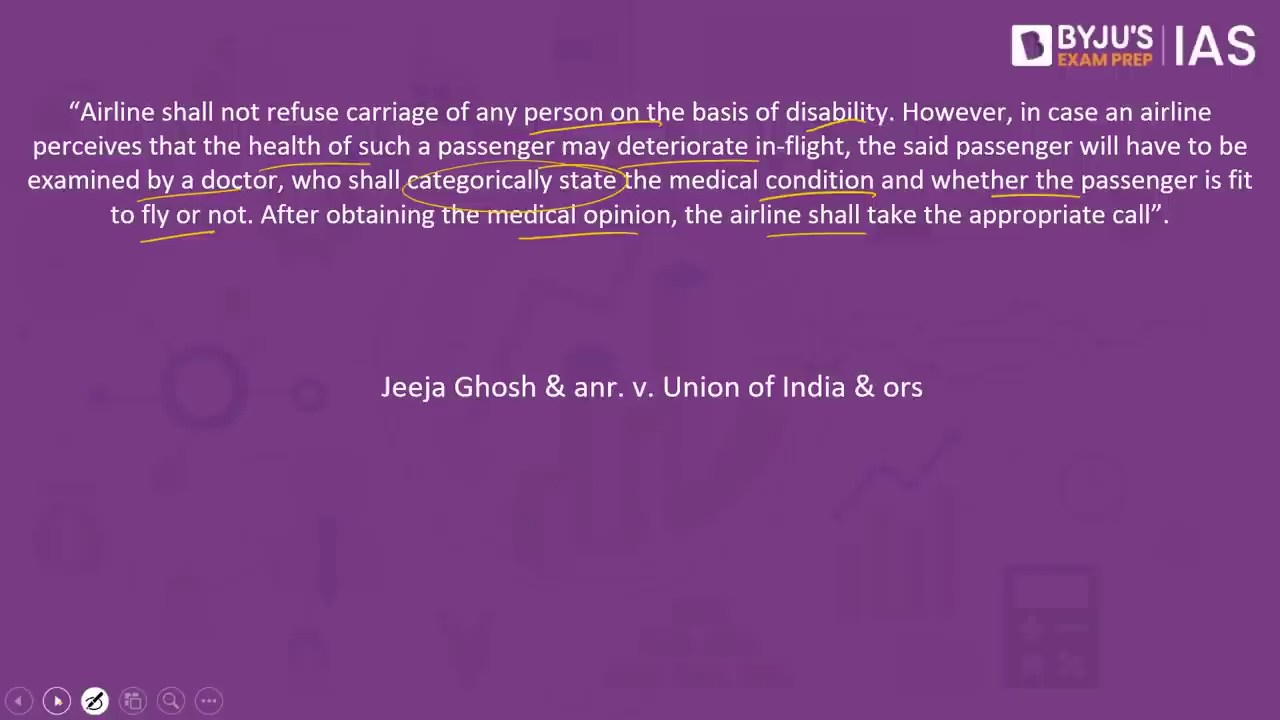 BYJU'S
EXAM PREP
IAS
“Airline shall not refuse carriage of any person on the basis of disability. However, in case an airline
perceives that the health of such a passenger may deteriorate in-flight, the said passenger will have to be
examined by a doctor, who shall categorically state the medical condition and whether the passenger is fit
to fly or not. After obtaining the medical opinion, the airline shall take the appropriate call”.
Jeeja Ghosh & anr. v. Union of India & ors